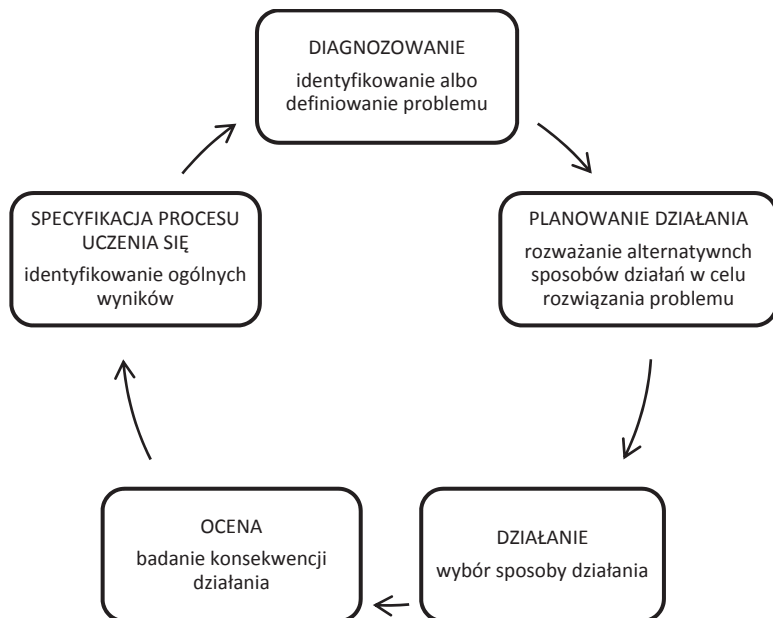 DIAGNOZOWANIE
identyfikowanie albo
definiowanie problemu
PLANOWANIE DZIAŁANIA
rozważanie alternatywnch
sposobów działań w celu
rozwiązania problemu
DZIAŁANIE
wybór sposoby działania
OCENA
badanie konsekwencji
działania
SPECYFIKACJA PROCESU
UCZENIA SIĘ
identyfikowanie ogólnych
wyników